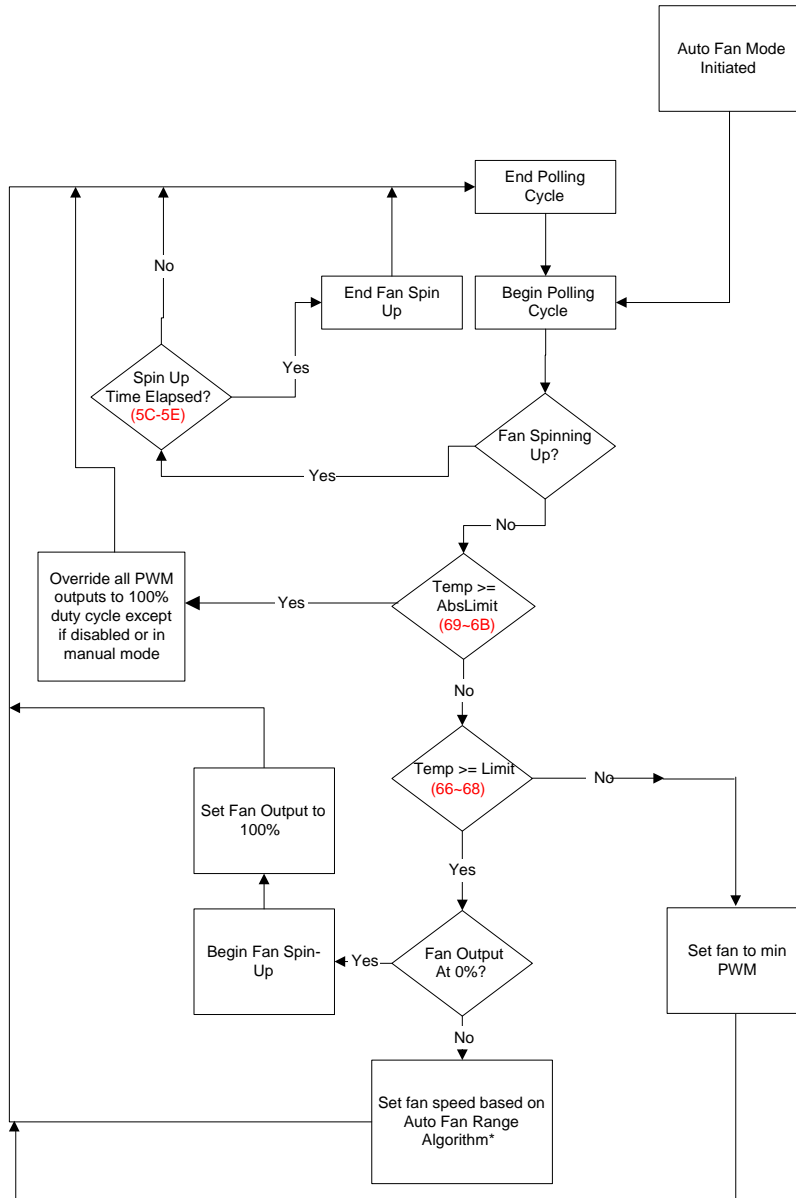 Auto Fan Mode
Initiated
End Polling
Cycle
No
End Fan Spin
Up
Begin Polling
Cycle
Yes
Spin Up
Time Elapsed?
(5C-5E)
Fan Spinning
Up?
Yes
No
Override all PWM
outputs to 100%
duty cycle except
if disabled or in
manual mode
Yes
Temp >=
AbsLimit
(69~6B)
No
Temp >= Limit
(66~68)
No
Set Fan Output to
100%
Yes
Begin Fan Spin-
Up
Yes
Fan Output
At 0%?
Set fan to min
PWM
No
Set fan speed based on
Auto Fan Range
Algorithm*